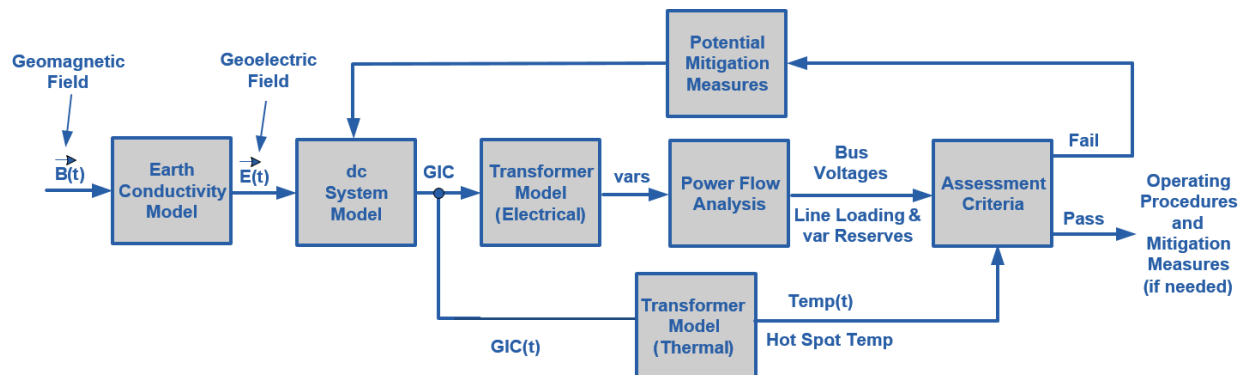 Geomagnetic
Field
Geoelectric
Field
Potential
Mitigation
Measures
B(t)
Earth
Conductivity
Model
E(t)
dc
System
Model
GIC
Transformer
Model
(Electrical)
vars
Power Flow
Analysis
Bus
Voltages
Line Loading &
var Reserves
Assessment
Criteria
Fail
Pass
Operating
Procedures
and
Mitigation
Measures
(if needed)
GIC(t)
Transformer
Model
(Thermal)
Temp(t)
Hot Spot Temp